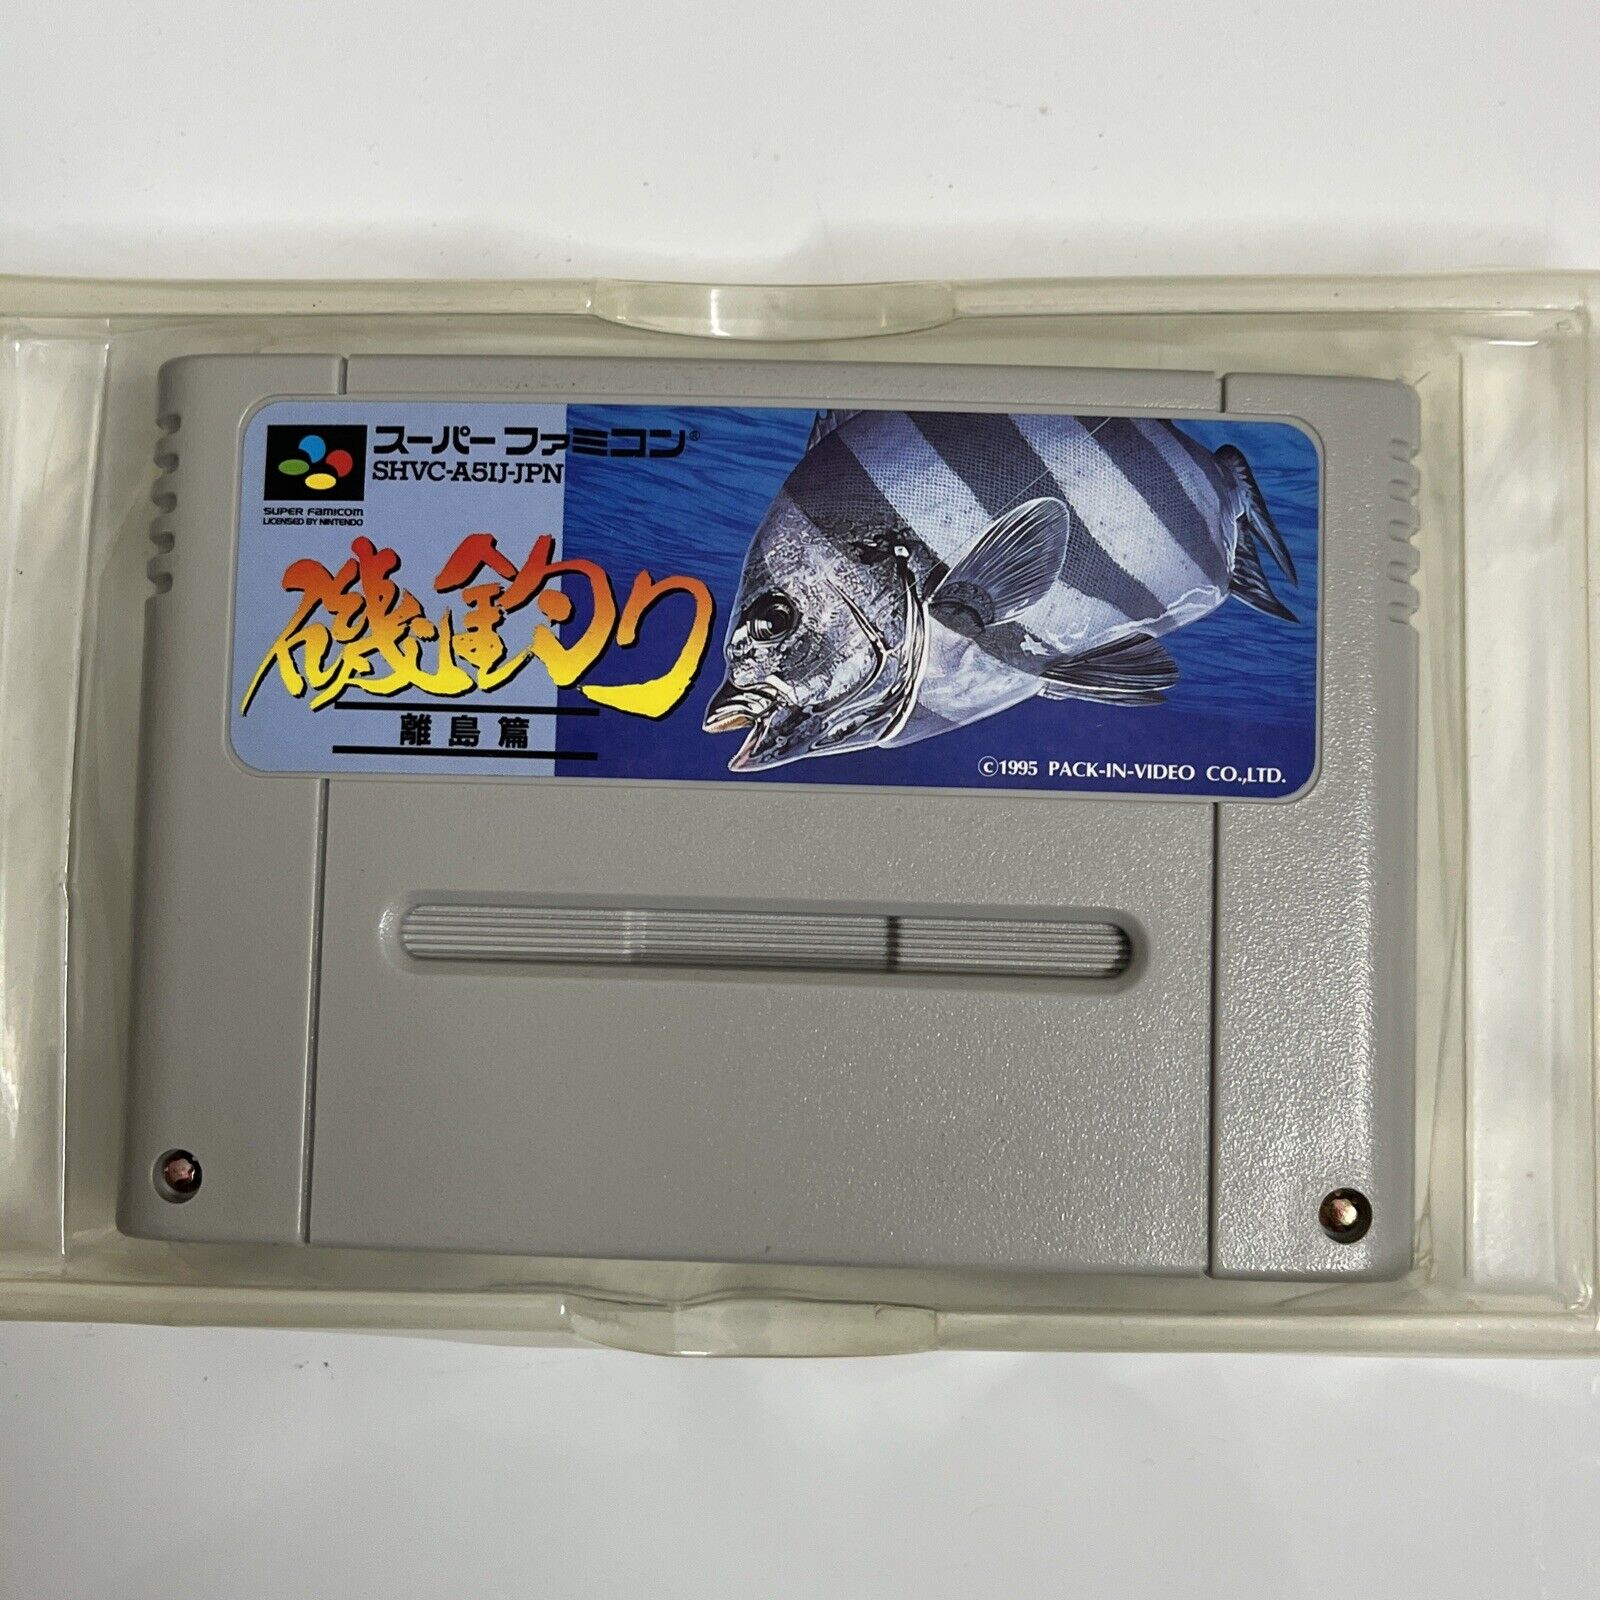 スーパーファミコン®
SHVC-A5IJ-JPN
SUPER FAMICOM
LICENSED BY NINTENDO
磯釣り
離島篇
©1995 PACK-IN-VIDEO CO.,LTD.